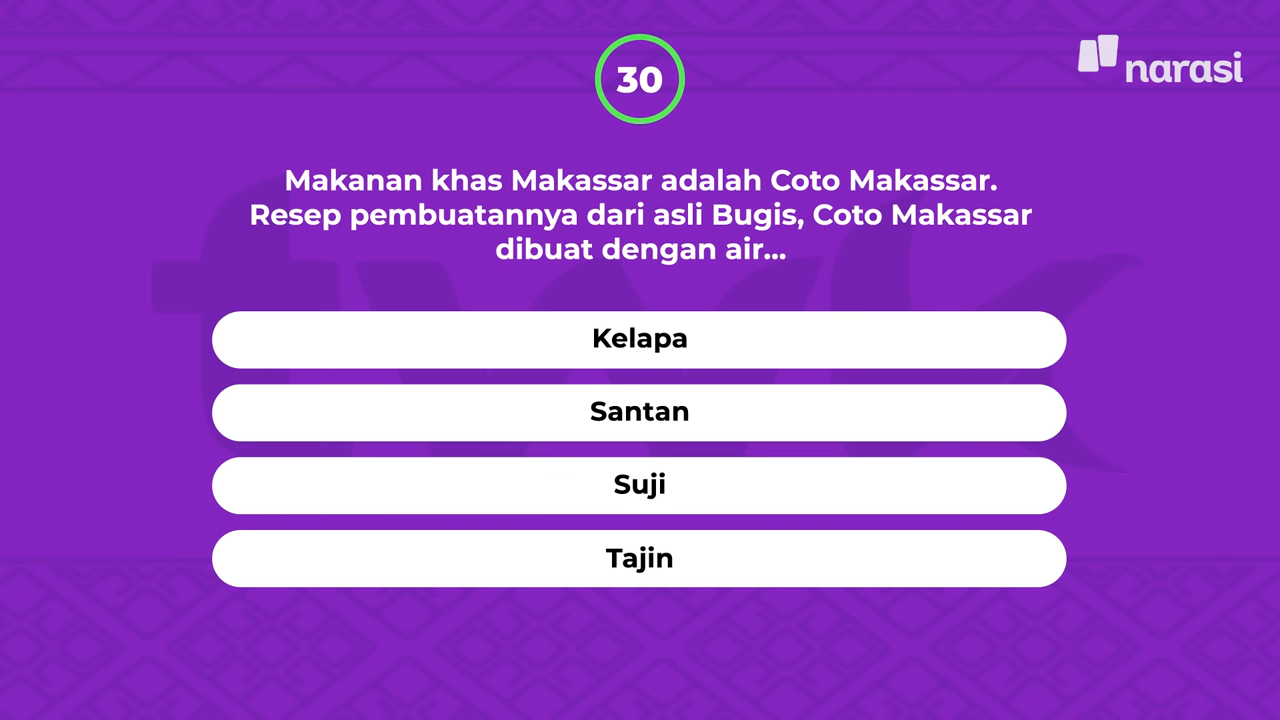 30
narasi
Makanan khas Makassar adalah Coto Makassar.
Resep pembuatannya dari asli Bugis, Coto Makassar
dibuat dengan air...
Kelapa
Santan
Suji
Tajin